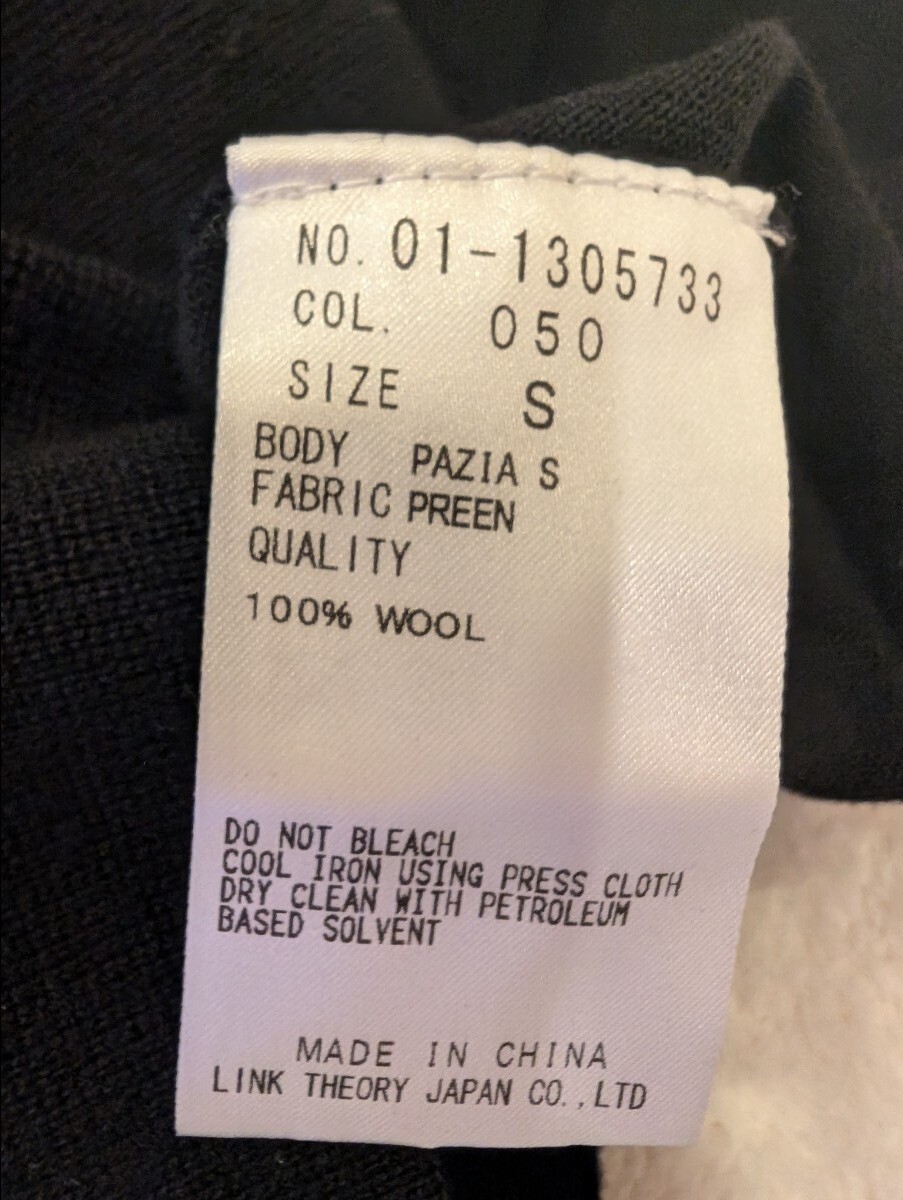 NO. 01-1305733
COL. 050
SIZE S
BODY PAZIA S
FABRIC PREEN
QUALITY
100% WOOL
DO NOT BLEACH
COOL IRON USING PRESS CLOTH
DRY CLEAN WITH PETROLEUM
BASED SOLVENT
MADE IN CHINA
LINK THEORY JAPAN CO.,LTD